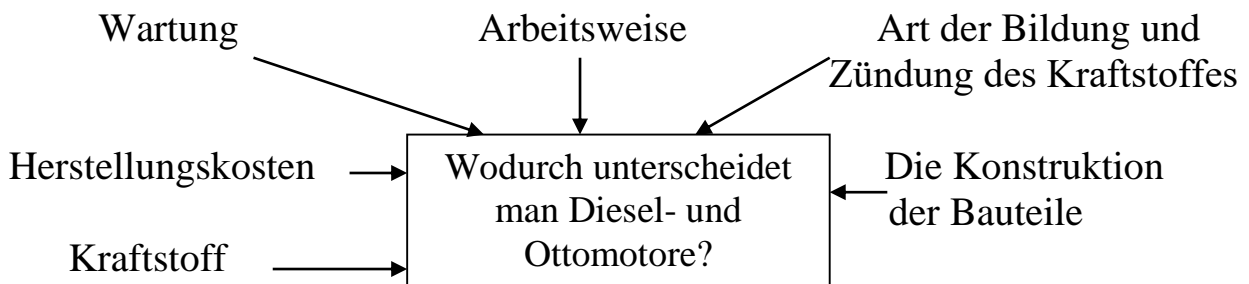 Wartung
Arbeitsweise
Art der Bildung und
Zündung des Kraftstoffes
Herstellungskosten
Wodurch unterscheidet
man Diesel- und
Ottomotore?
Die Konstruktion
der Bauteile
Kraftstoff